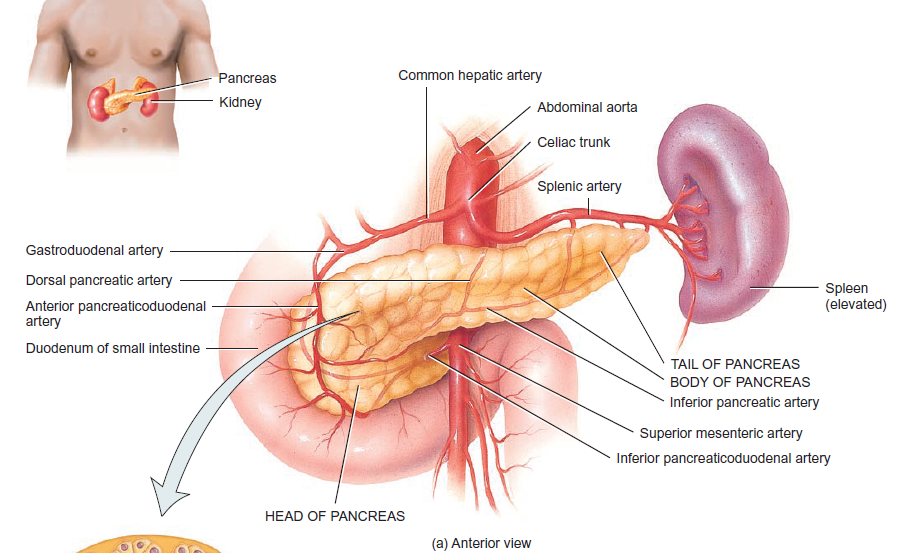 Pancreas
Kidney
Common hepatic artery
Abdominal aorta
Celiac trunk
Splenic artery
Gastroduodenal artery
Dorsal pancreatic artery
Anterior pancreaticoduodenal
artery
Duodenum of small intestine
Spleen
(elevated)
TAIL OF PANCREAS
BODY OF PANCREAS
Inferior pancreatic artery
Superior mesenteric artery
Inferior pancreaticoduodenal artery
HEAD OF PANCREAS
(a) Anterior view